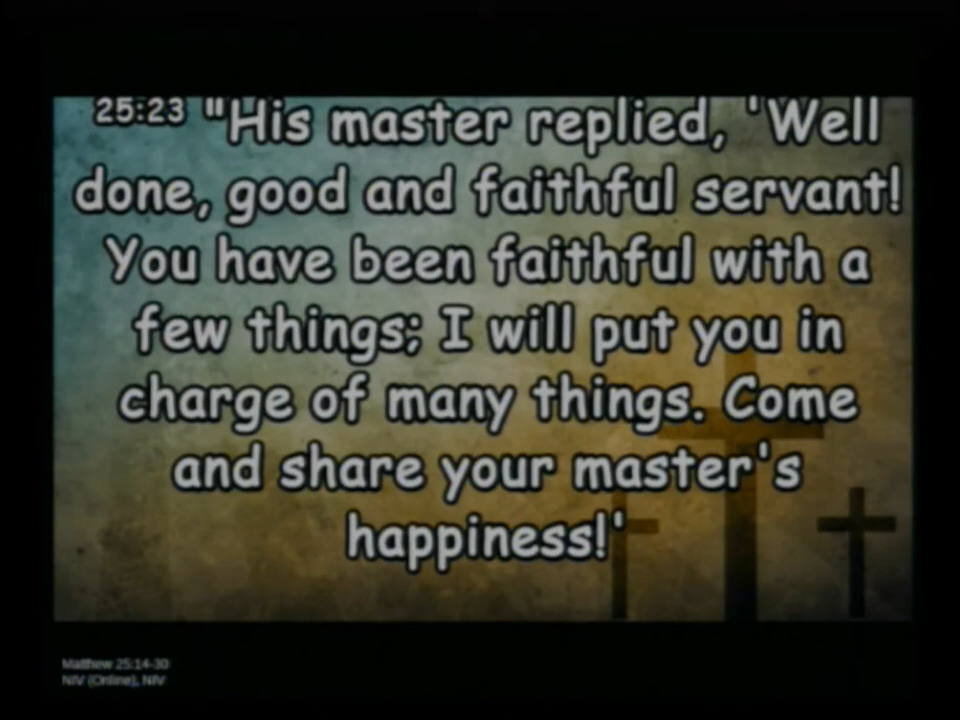 25:23 "His master replied, 'Well
done, good and faithful servant!
You have been faithful with a
few things; I will put you in
charge of many things. Come
and share your master's
happiness!'
Matthew 25:14-30
NIV (Online), NIV